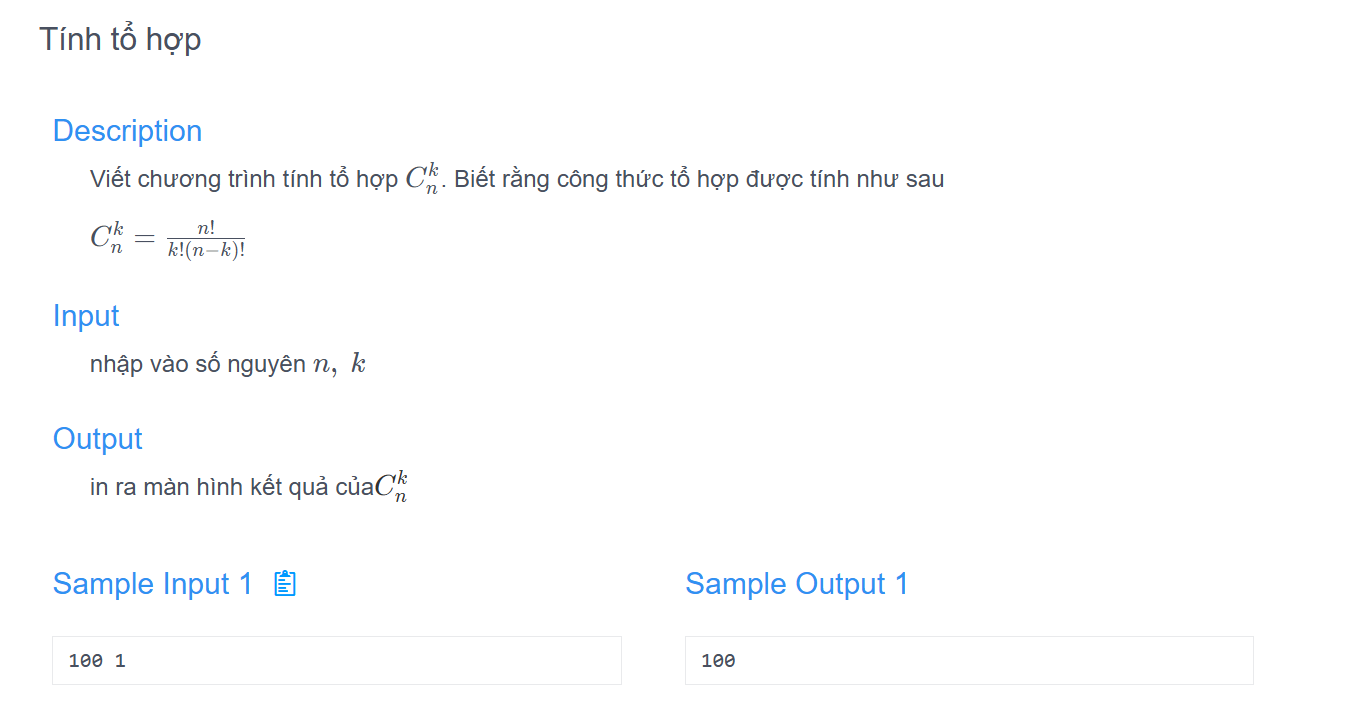 Tính tổ hợp
Description
Viết chương trình tính tổ hợp $C_n^k$. Biết rằng công thức tổ hợp được tính như sau
$C_n^k = \frac{n!}{k!(n-k)!}$
Input
nhập vào số nguyên $n,\ k$
Output
in ra màn hình kết quả của$C_n^k$
Sample Input 1
Sample Output 1
100 1
100